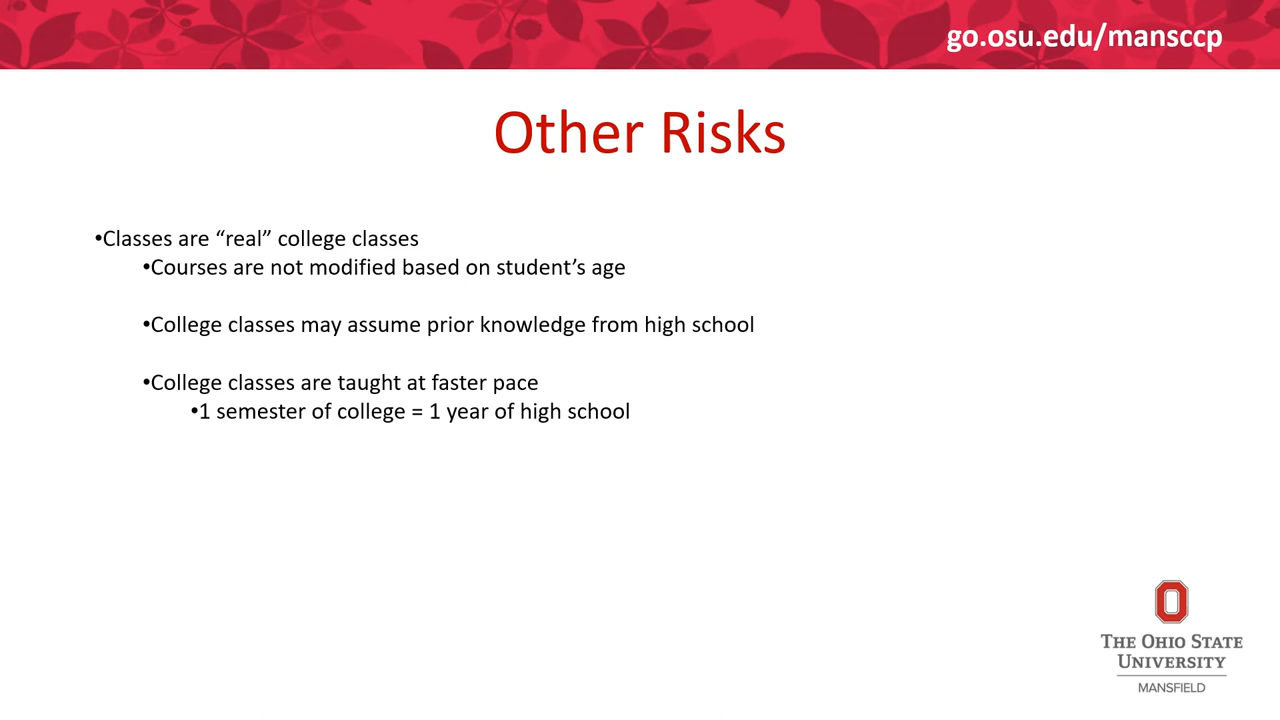 go.osu.edu/mansccp
Other Risks
•Classes are “real” college classes
•Courses are not modified based on student’s age
•College classes may assume prior knowledge from high school
•College classes are taught at faster pace
•1 semester of college = 1 year of high school
THE OHIO STATE
UNIVERSITY
MANSFIELD